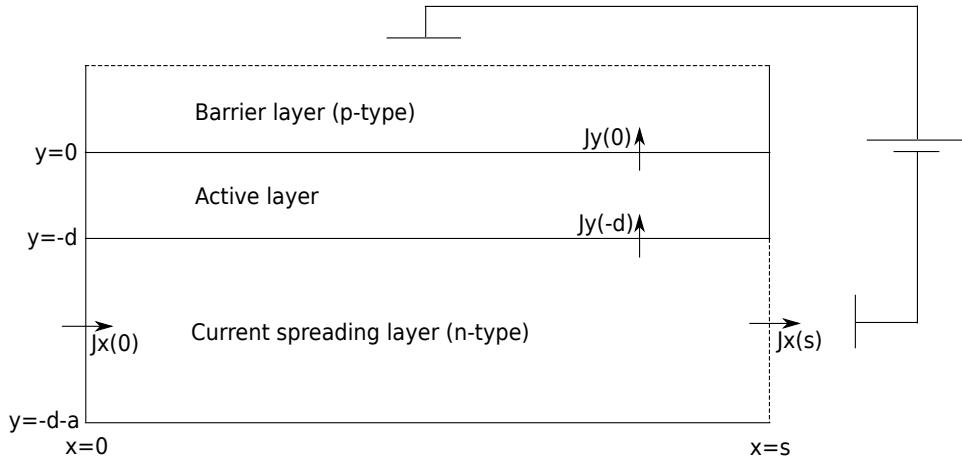 Barrier layer (p-type)
Jy(0)
y=0
Active layer
Jy(-d)
y=-d
Current spreading layer (n-type)
Jx(0)
Jx(s)
y=-d-a
x=0
x=s